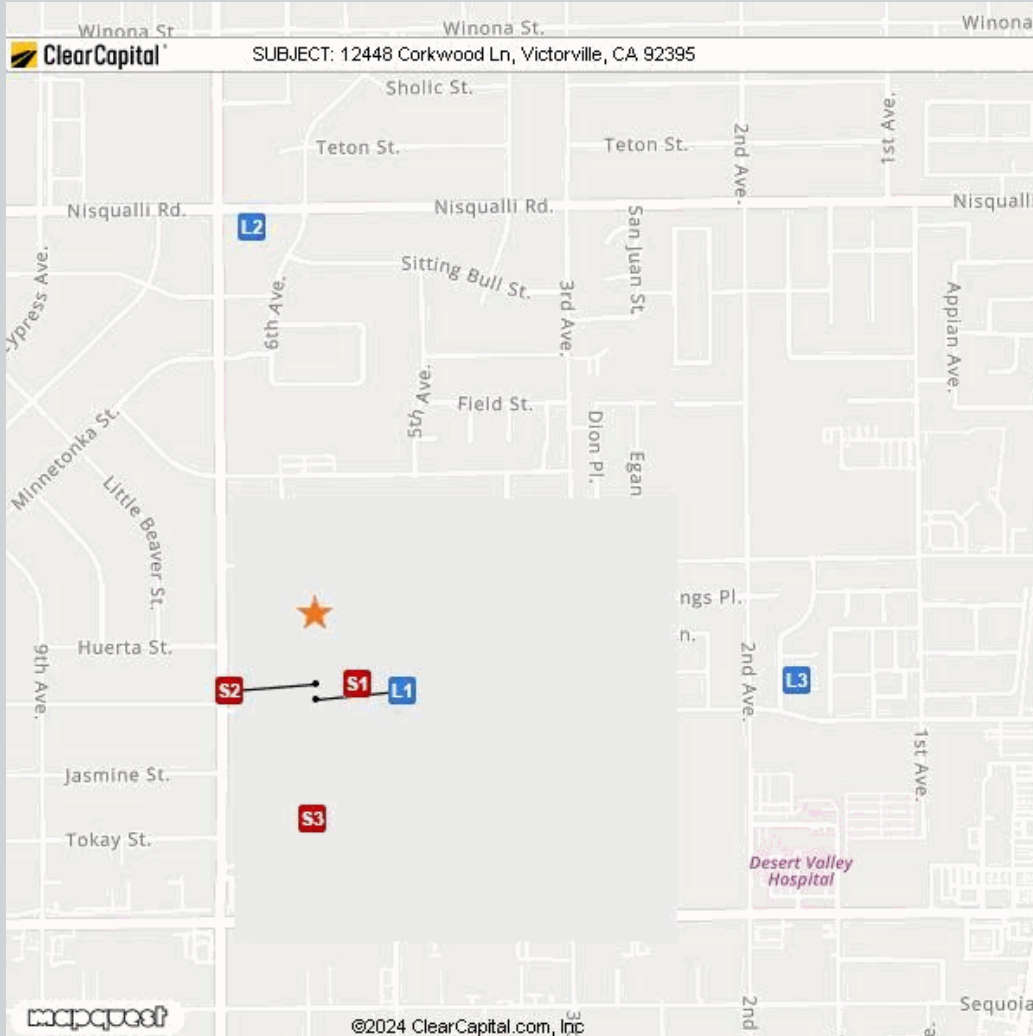 Winona St
Winona St.
Winona
ClearCapital
SUBJECT: 12448 Corkwood Ln, Victorville, CA 92395
Sholic St.
1st Ave.
Teton St.
Teton St.
2nd Ave.
Nisqualli Rd.
Nisqualli Rd.
Nisqualli
L2
San Juan St.
Cypress Ave.
Sitting Bull St.
6th Ave.
3rd Ave.
Appian Ave.
5th Ave.
Field St.
Minnetonka St.
Dion Pl.
Egan
Little Beaver St.
ngs Pl.
n.
Huerta St.
9th Ave.
2nd Ave.
S2
S1
L1
L3
1st Ave.
Jasmine St.
S3
Tokay St.
Desert Valley
Hospital
2nd
Sequoia
mapquest
©2024 ClearCapital.com, Inc